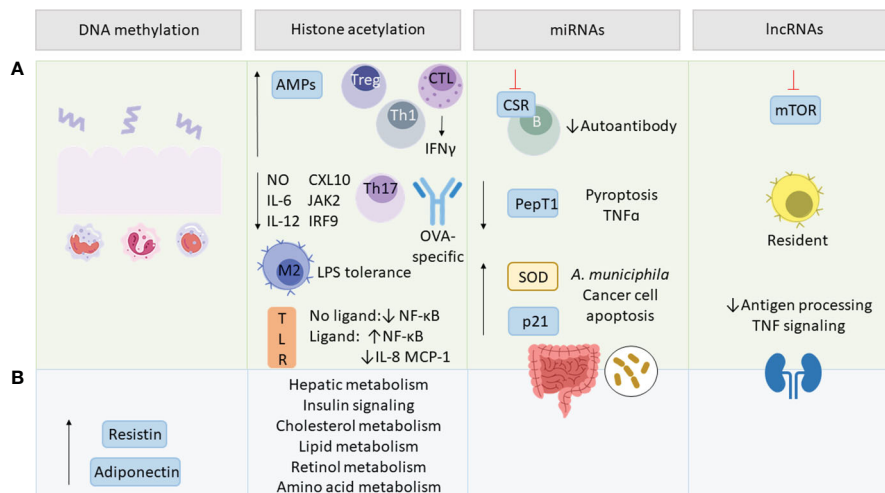 DNA methylation
Histone acetylation
miRNAs
lncRNAs
A
AMPs
Treg
CTL
Th1
IFNγ
NO CXL10
IL-6 JAK2
IL-12 IRF9
Th17
OVA-
specific
M2
LPS tolerance
T
L
R
No ligand:↓ NF-κB
Ligand: ↑NF-κB
↓IL-8 MCP-1
CSR
B
↓Autoantibody
PepT1
Pyroptosis
TNFα
SOD
p21
A. municiphila
Cancer cell
apoptosis
mTOR
Resident
↓Antigen processing
TNF signaling
B
Resistin
Adiponectin
Hepatic metabolism
Insulin signaling
Cholesterol metabolism
Lipid metabolism
Retinol metabolism
Amino acid metabolism